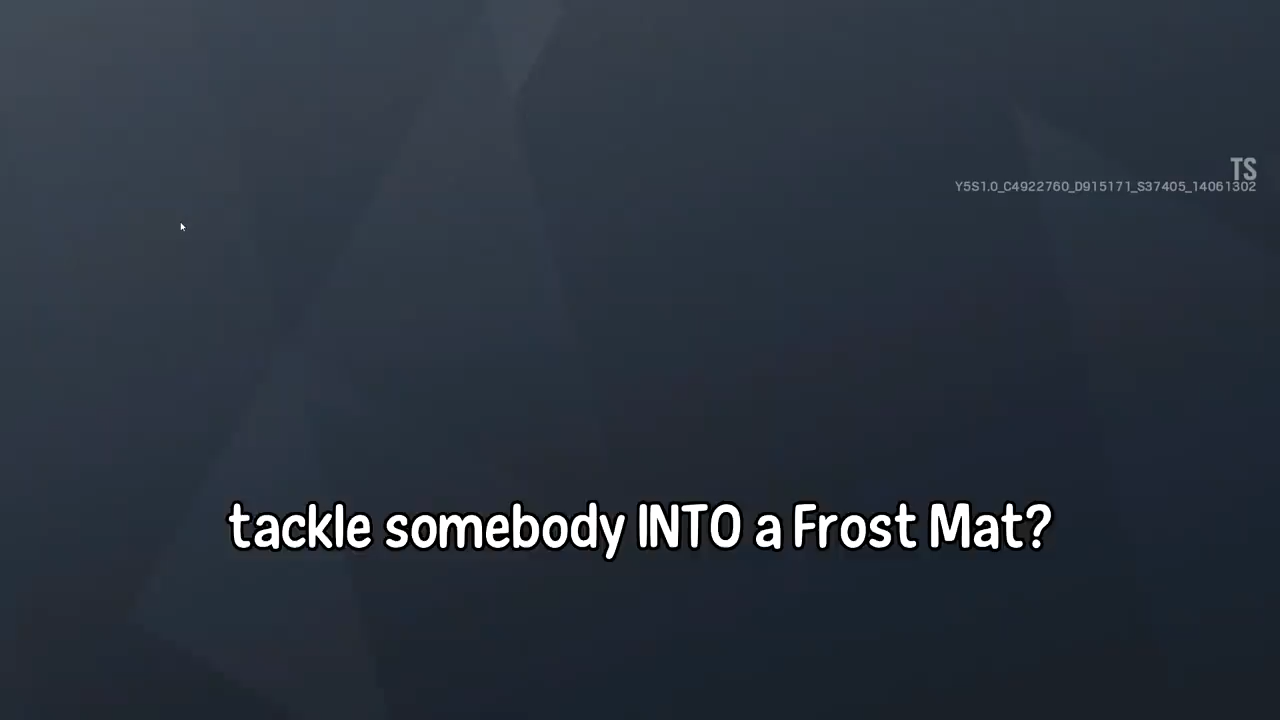 TS
Y5S1.0_C4922760_D915171_S37405_14061302
tackle somebody INTO a Frost Mat?